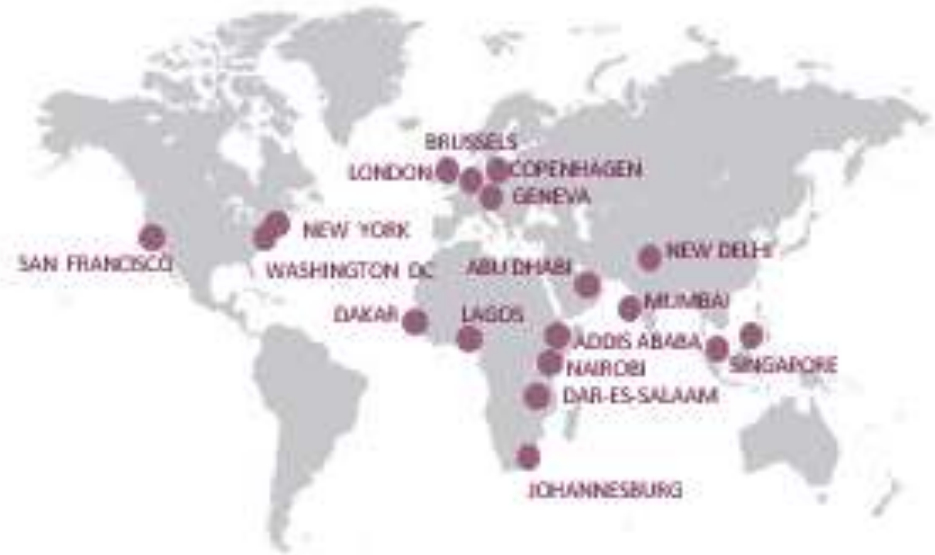 BRUSSELS
LONDON
COPENHAGEN
GENEVA
NEW YORK
SAN FRANCISCO
WASHINGTON DC
ABU DHABI
NEW DELHI
MUMBAI
DAKAR
LAGOS
ADDIS ABABA
SINGAPORE
NAIROBI
DAR-ES-SALAAM
JOHANNESBURG